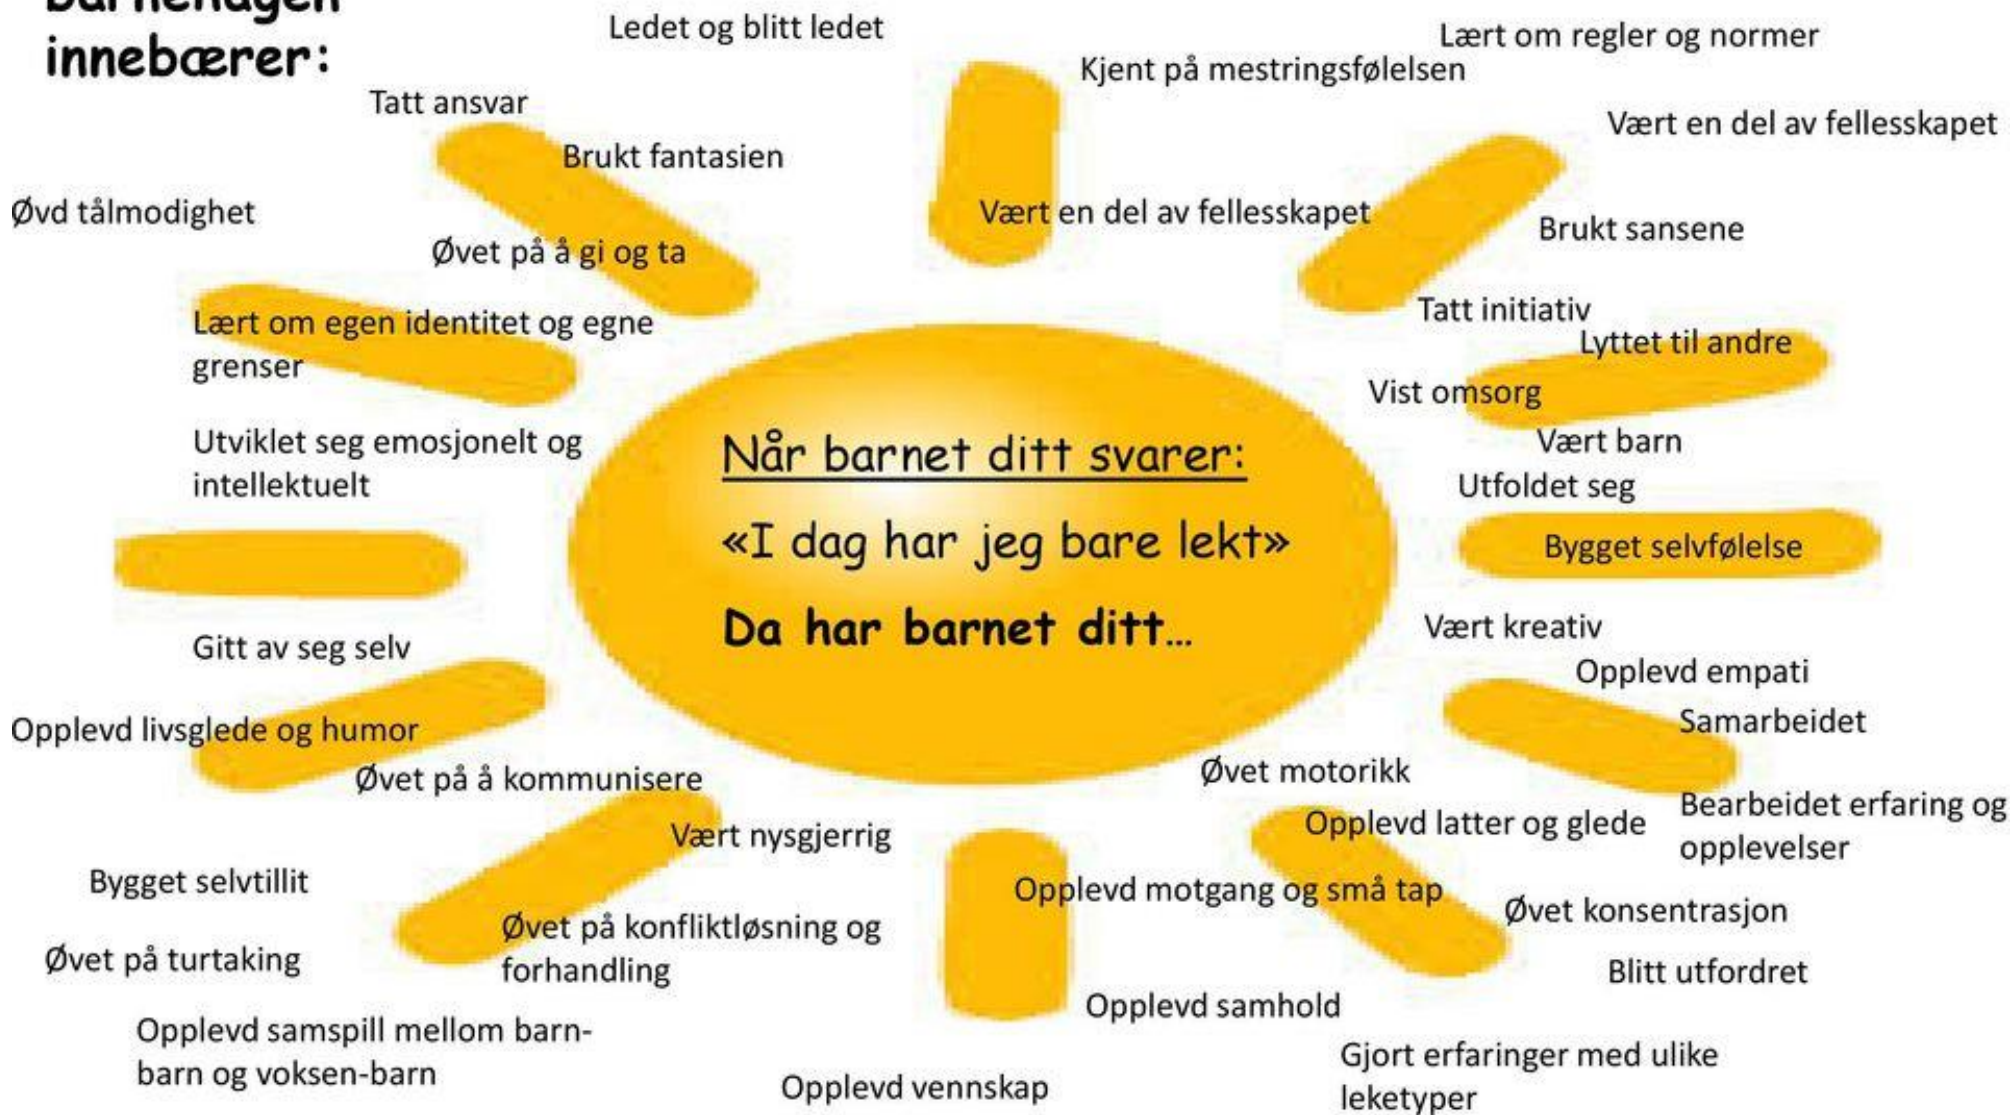 barnehagen
innebærer:
Ledet og blitt ledet
Lært om regler og normer
Kjent på mestringsfølelsen
Tatt ansvar
Vært en del av fellesskapet
Brukt fantasien
Øvd tålmodighet
Vært en del av fellesskapet
Brukt sansene
Øvet på å gi og ta
Tatt initiativ
Lært om egen identitet og egne
grenser
Lyttet til andre
Vist omsorg
Vært barn
Utviklet seg emosjonelt og
intellektuelt
Når barnet ditt svarer:
«I dag har jeg bare lekt»
Da har barnet ditt…
Utfoldet seg
Bygget selvfølelse
Vært kreativ
Gitt av seg selv
Opplevd empati
Samarbeidet
Opplevd livsglede og humor
Øvet på å kommunisere
Øvet motorikk
Bearbeidet erfaring og
opplevelser
Opplevd latter og glede
Vært nysgjerrig
Bygget selvtillit
Opplevd motgang og små tap
Øvet konsentrasjon
Øvet på konfliktløsning og
forhandling
Øvet på turtaking
Blitt utfordret
Opplevd samhold
Opplevd samspill mellom barn-
barn og voksen-barn
Gjort erfaringer med ulike
leketyper
Opplevd vennskap